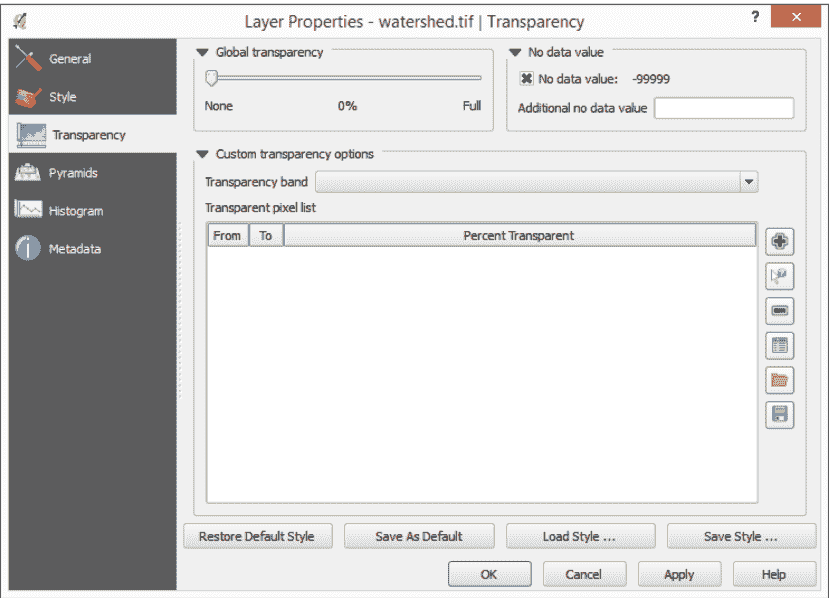 Layer Properties - watershed.tif | Transparency
?
General
Style
Transparency
Pyramids
Histogram
Metadata
Global transparency
None 0% Full
No data value
No data value: -99999
Additional no data value
Custom transparency options
Transparency band
Transparent pixel list
From To Percent Transparent
Restore Default Style Save As Default Load Style ... Save Style ...
OK Cancel Apply Help